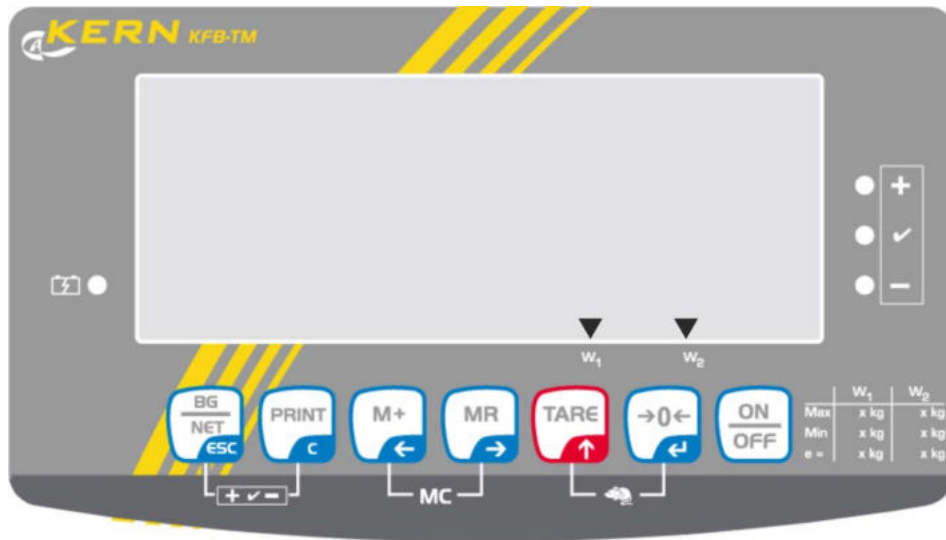 KERN KFB-TM
W1 W2
BG
NET
ESC
PRINT
C
M+
MR
TARE
→0←
ON
OFF
MC
W1 W2
Max x kg x kg
Min x kg x kg
e = x kg x kg